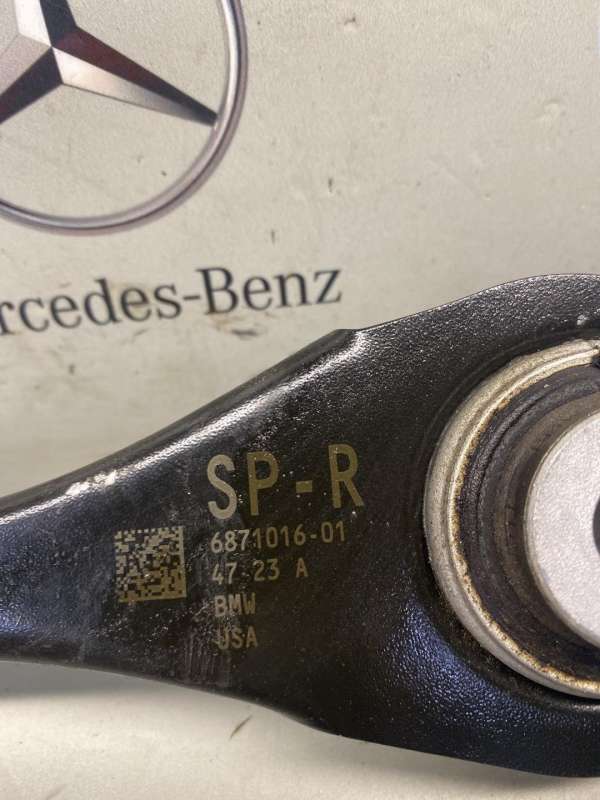 rcedes-Benz
SP-R
6871016-01
47-23 A
BMW
USA